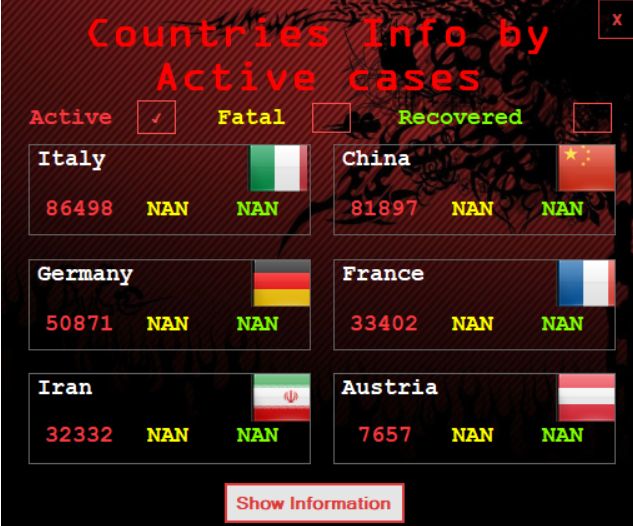 X
Countries Info by
Active cases
Active ✓ Fatal Recovered
Italy
86498 NAN NAN
China
81897 NAN NAN
Germany
50871 NAN NAN
France
33402 NAN NAN
Iran
32332 NAN NAN
Austria
7657 NAN NAN
Show Information